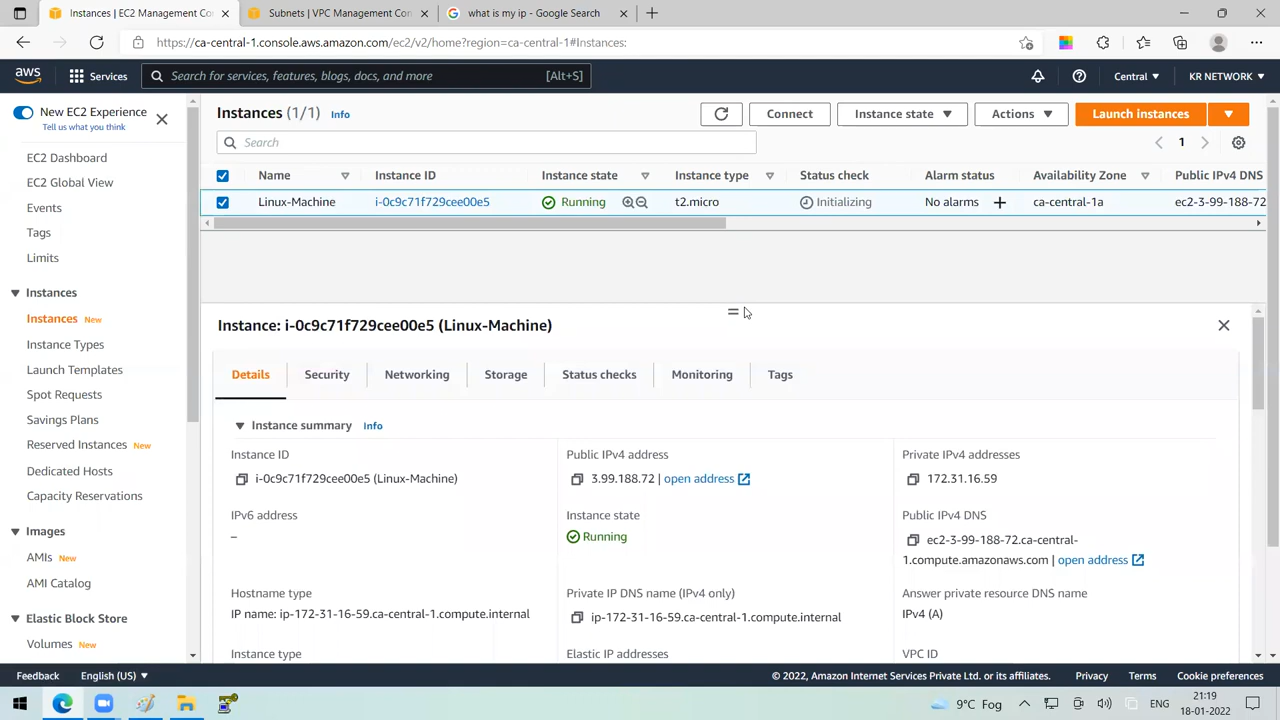 Instances | EC2 Management Co
Subnets | VPC Management Con
what is my ip - Google Search
https://ca-central-1.console.aws.amazon.com/ec2/v2/home?region=ca-central-1#Instances:
aws
Services
Search for services, features, blogs, docs, and more
[Alt+S]
Central
KR NETWORK
New EC2 Experience
Tell us what you think
EC2 Dashboard
EC2 Global View
Events
Tags
Limits
Instances
Instances New
Instance Types
Launch Templates
Spot Requests
Savings Plans
Reserved Instances New
Dedicated Hosts
Capacity Reservations
Images
AMIs New
AMI Catalog
Elastic Block Store
Volumes New
Instances (1/1) Info
Connect
Instance state
Actions
Launch instances
Search
1
Name
Instance ID
Instance state
Instance type
Status check
Alarm status
Availability Zone
Public IPv4 DNS
Linux-Machine
i-0c9c71f729cee00e5
Running
t2.micro
Initializing
No alarms
ca-central-1a
ec2-3-99-188-72
Instance: i-0c9c71f729cee00e5 (Linux-Machine)
Details
Security
Networking
Storage
Status checks
Monitoring
Tags
Instance summary Info
Instance ID
i-0c9c71f729cee00e5 (Linux-Machine)
Public IPv4 address
3.99.188.72 | open address
Private IPv4 addresses
172.31.16.59
IPv6 address
–
Instance state
Running
Public IPv4 DNS
ec2-3-99-188-72.ca-central-
1.compute.amazonaws.com | open address
Hostname type
IP name: ip-172-31-16-59.ca-central-1.compute.internal
Private IP DNS name (IPv4 only)
ip-172-31-16-59.ca-central-1.compute.internal
Answer private resource DNS name
IPv4 (A)
Instance type
Elastic IP addresses
VPC ID
Feedback
English (US)
© 2022, Amazon Internet Services Private Ltd. or its affiliates.
Privacy
Terms
Cookie preferences
9°C Fog
ENG
21:19
18-01-2022